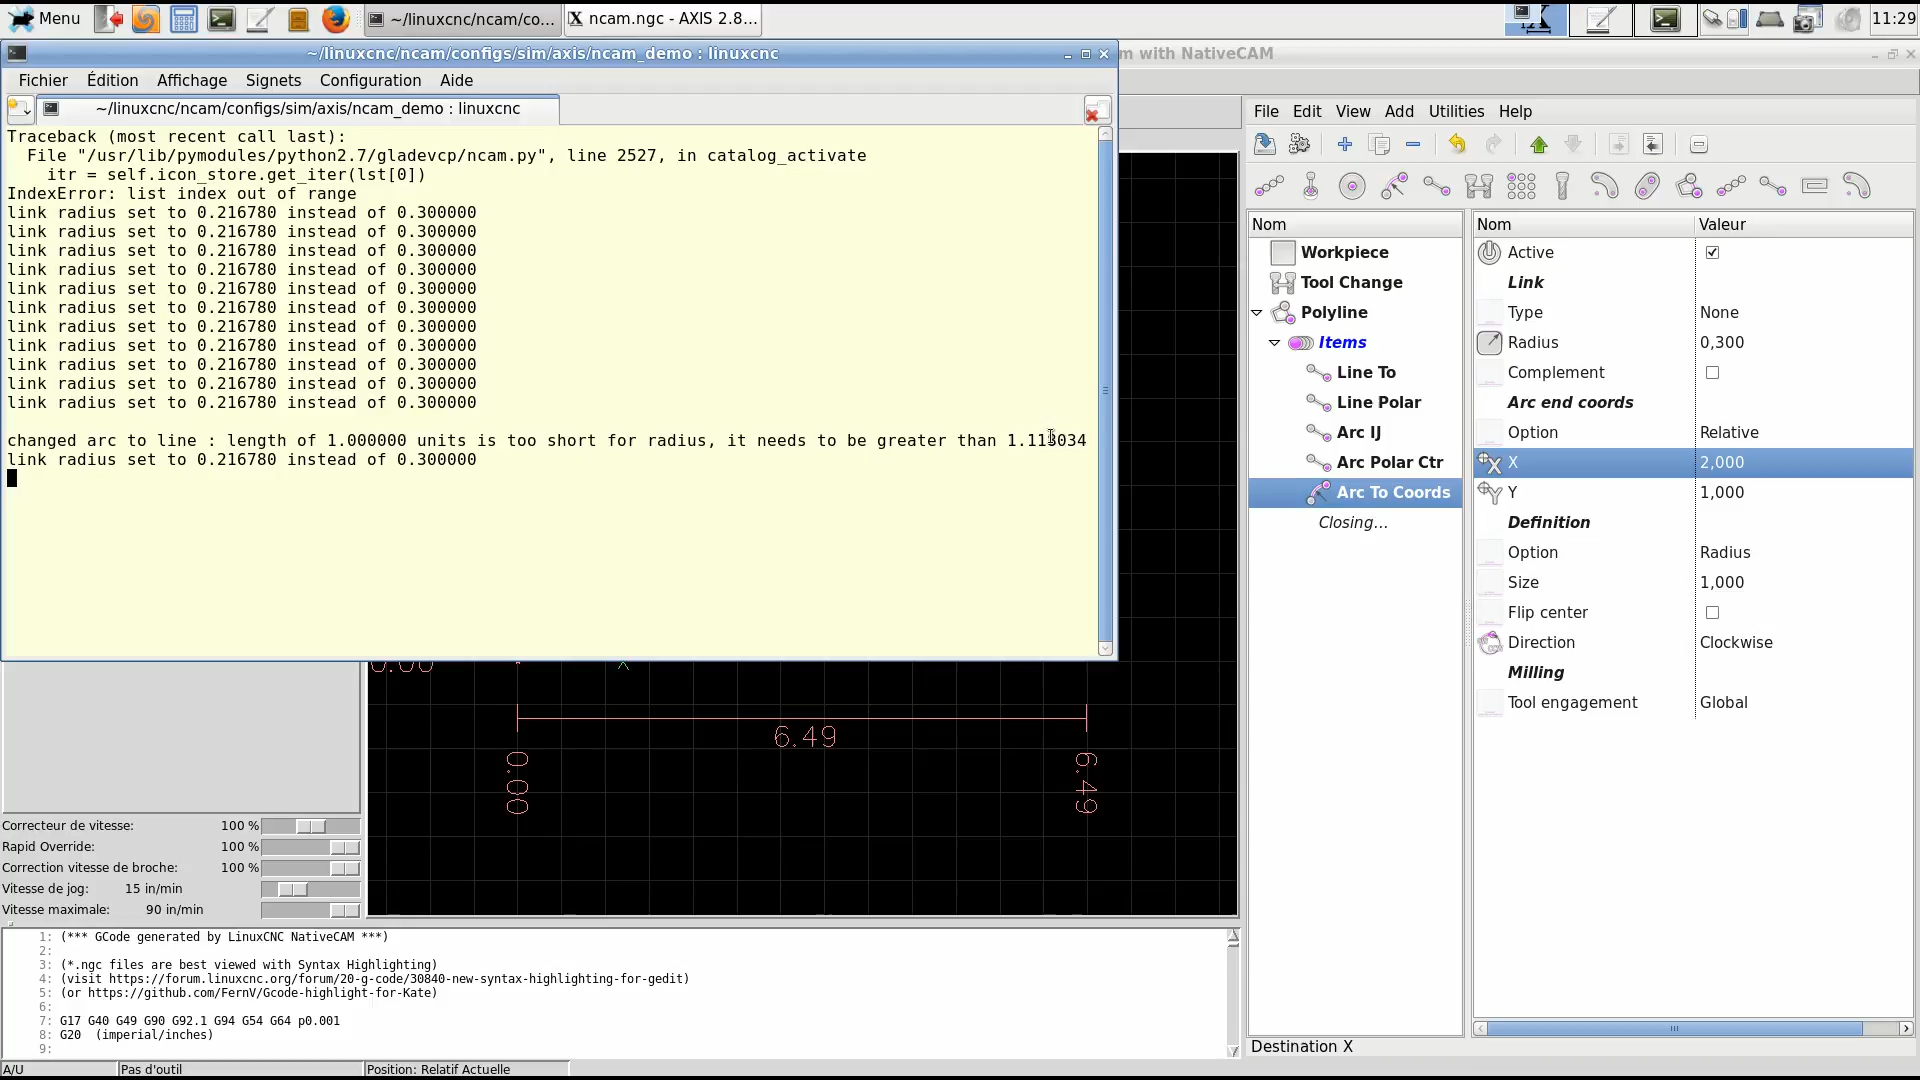 Menu
~/linuxcnc/ncam/co...
ncam.ngc - AXIS 2.8...
11:29
~/linuxcnc/ncam/configs/sim/axis/ncam_demo : linuxcnc
m with NativeCAM
Fichier Édition Affichage Signets Configuration Aide
~/linuxcnc/ncam/configs/sim/axis/ncam_demo : linuxcnc
Traceback (most recent call last):
File "/usr/lib/pymodules/python2.7/gladevcp/ncam.py", line 2527, in catalog_activate
itr = self.icon_store.get_iter(lst[0])
IndexError: list index out of range
link radius set to 0.216780 instead of 0.300000
link radius set to 0.216780 instead of 0.300000
link radius set to 0.216780 instead of 0.300000
link radius set to 0.216780 instead of 0.300000
link radius set to 0.216780 instead of 0.300000
link radius set to 0.216780 instead of 0.300000
link radius set to 0.216780 instead of 0.300000
link radius set to 0.216780 instead of 0.300000
link radius set to 0.216780 instead of 0.300000
link radius set to 0.216780 instead of 0.300000
link radius set to 0.216780 instead of 0.300000
changed arc to line : length of 1.000000 units is too short for radius, it needs to be greater than 1.113034
link radius set to 0.216780 instead of 0.300000
0.00
X
6.49
0.00
6.49
Correcteur de vitesse: 100 %
Rapid Override: 100 %
Correction vitesse de broche: 100 %
Vitesse de jog: 15 in/min
Vitesse maximale: 90 in/min
1: (*** GCode generated by LinuxCNC NativeCAM ***)
2:
3: (*.ngc files are best viewed with Syntax Highlighting)
4: (visit https://forum.linuxcnc.org/forum/20-g-code/30840-new-syntax-highlighting-for-gedit)
5: (or https://github.com/FernV/Gcode-highlight-for-Kate)
6:
7: G17 G40 G49 G90 G92.1 G94 G54 G64 p0.001
8: G20 (imperial/inches)
9:
A/U
Pas d'outil
Position: Relatif Actuelle
File Edit View Add Utilities Help
Nom
Workpiece
Tool Change
Polyline
Items
Line To
Line Polar
Arc IJ
Arc Polar Ctr
Arc To Coords
Closing...
Nom Valeur
Active
Link
Type None
Radius 0,300
Complement
Arc end coords
Option Relative
X 2,000
Y 1,000
Definition
Option Radius
Size 1,000
Flip center
Direction Clockwise
Milling
Tool engagement Global
Destination X